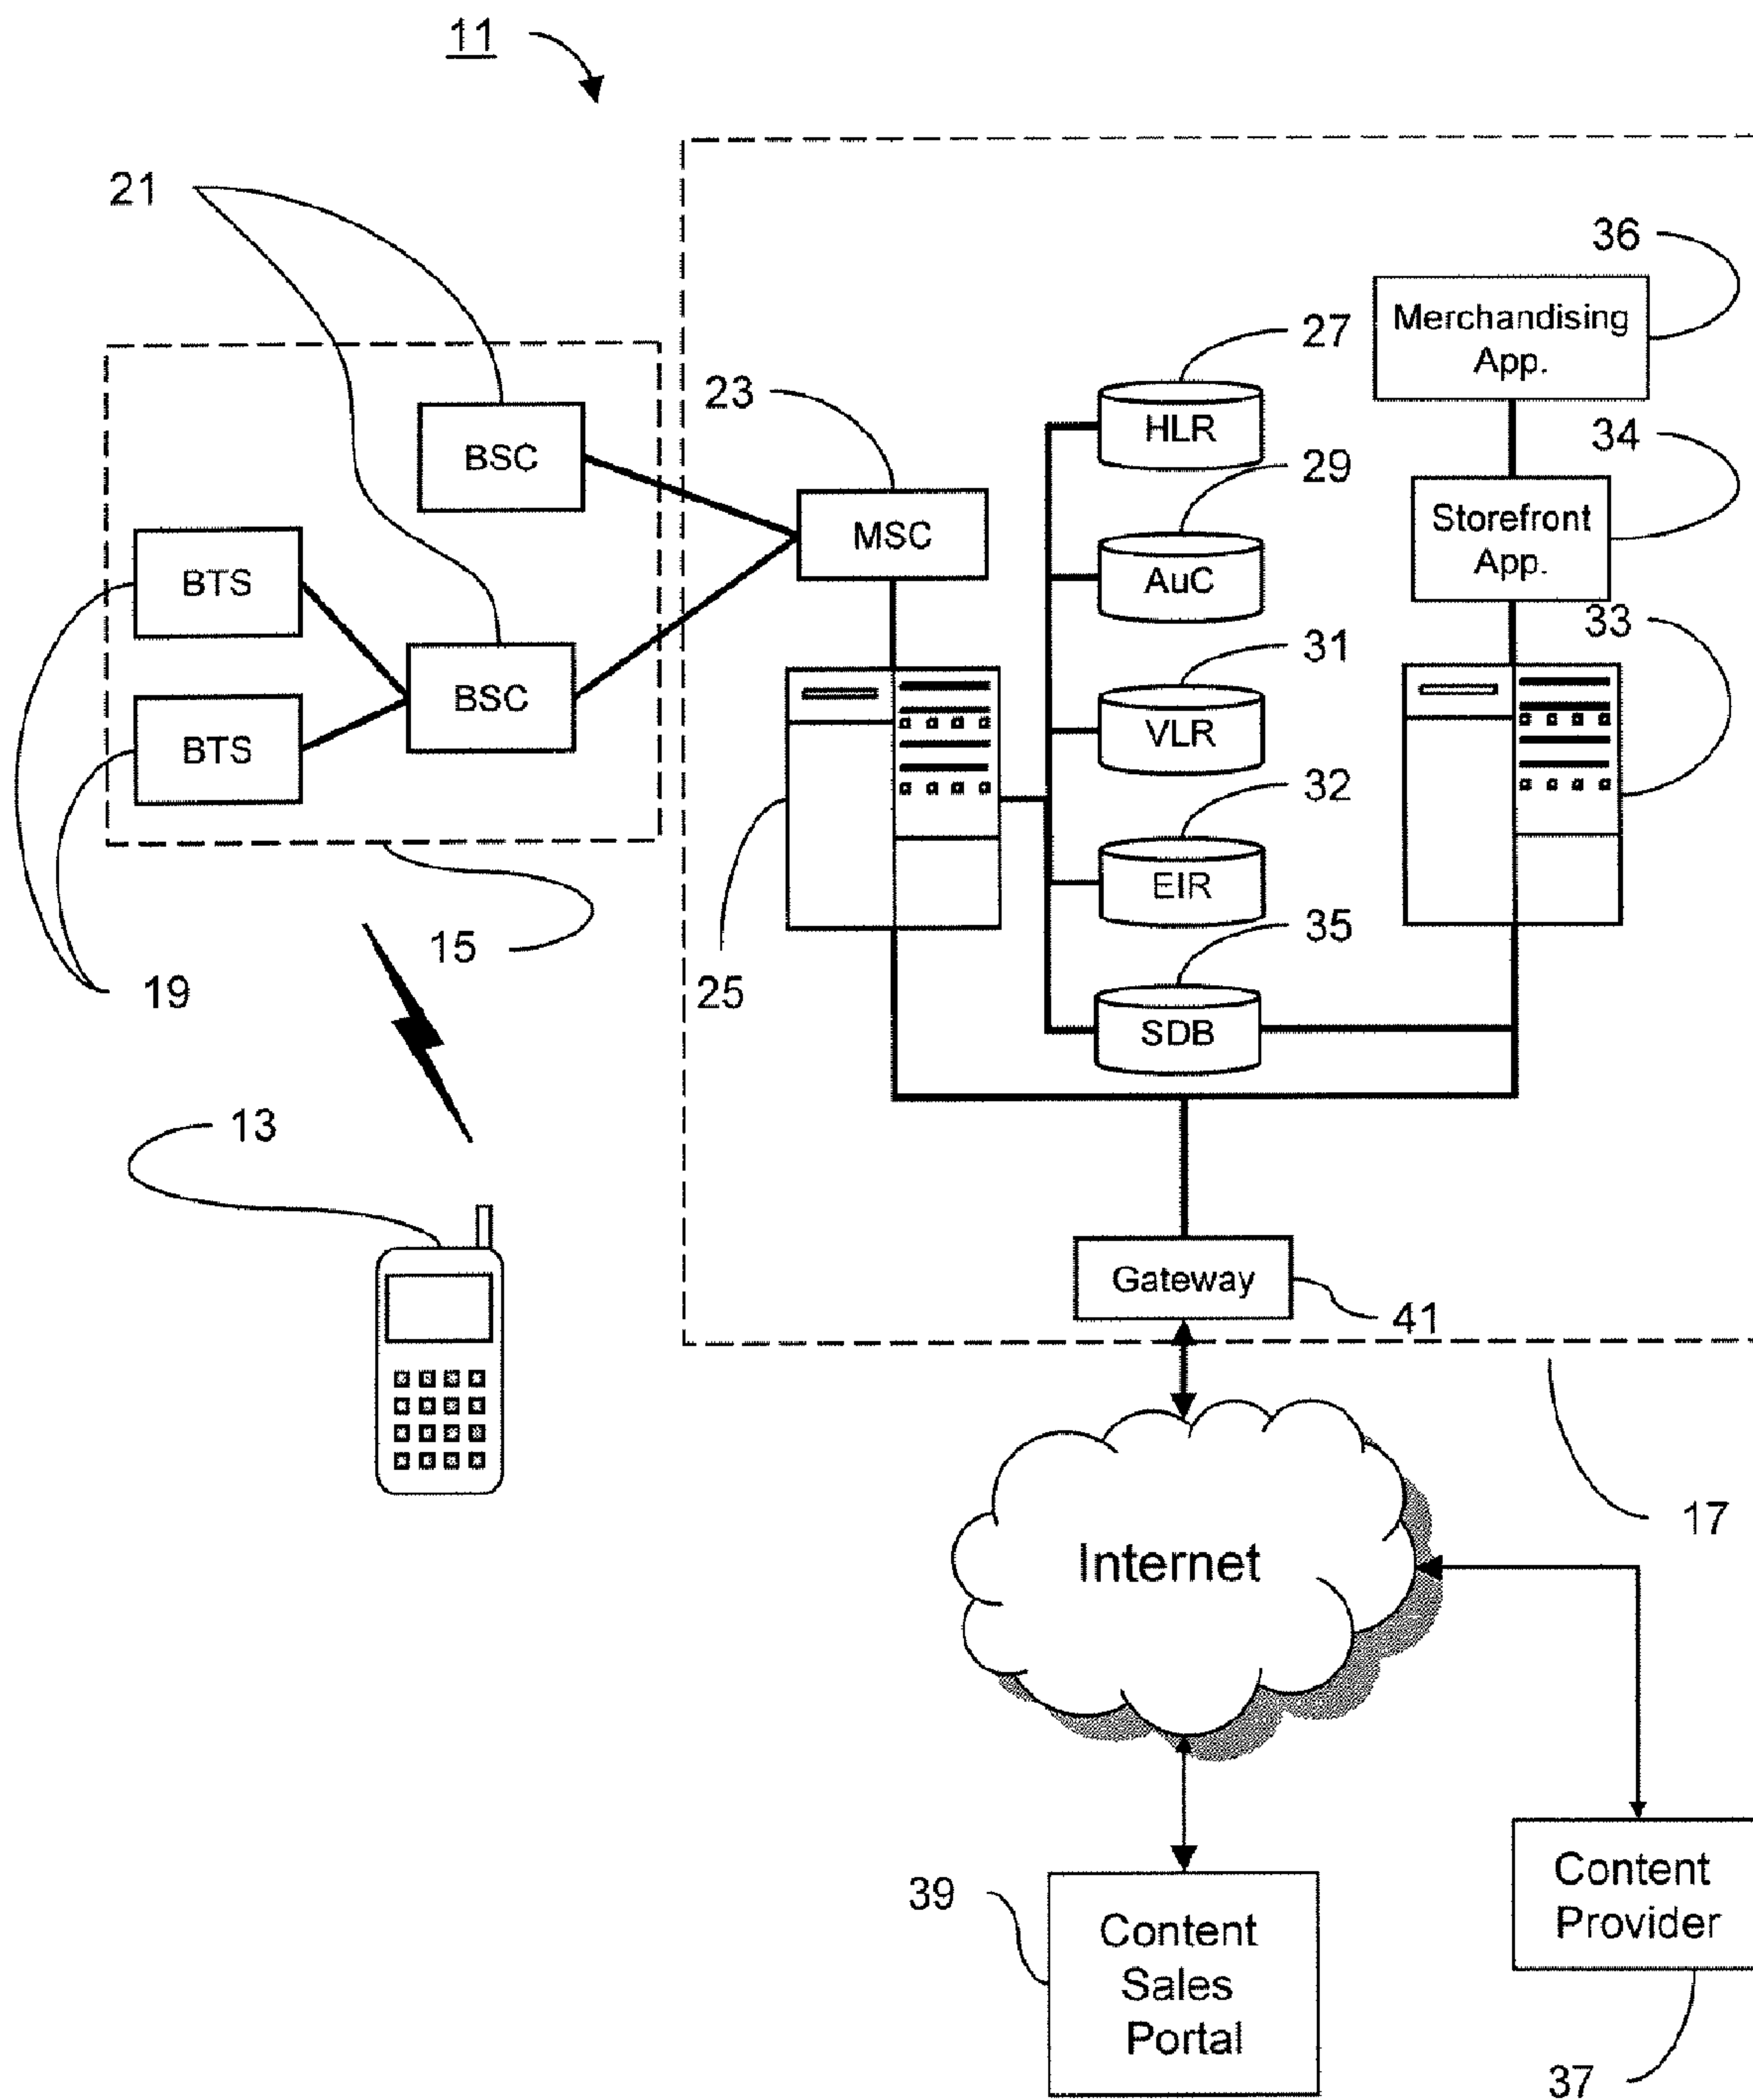 11
21
36
Merchandising
App.
27
HLR
23
BSC
34
Storefront
App.
29
MSC
AuC
BTS
33
31
BSC
VLR
BTS
32
EIR
35
15
19
25
SDB
13
Gateway
41
17
Internet
39
Content
Sales
Portal
Content
Provider
37